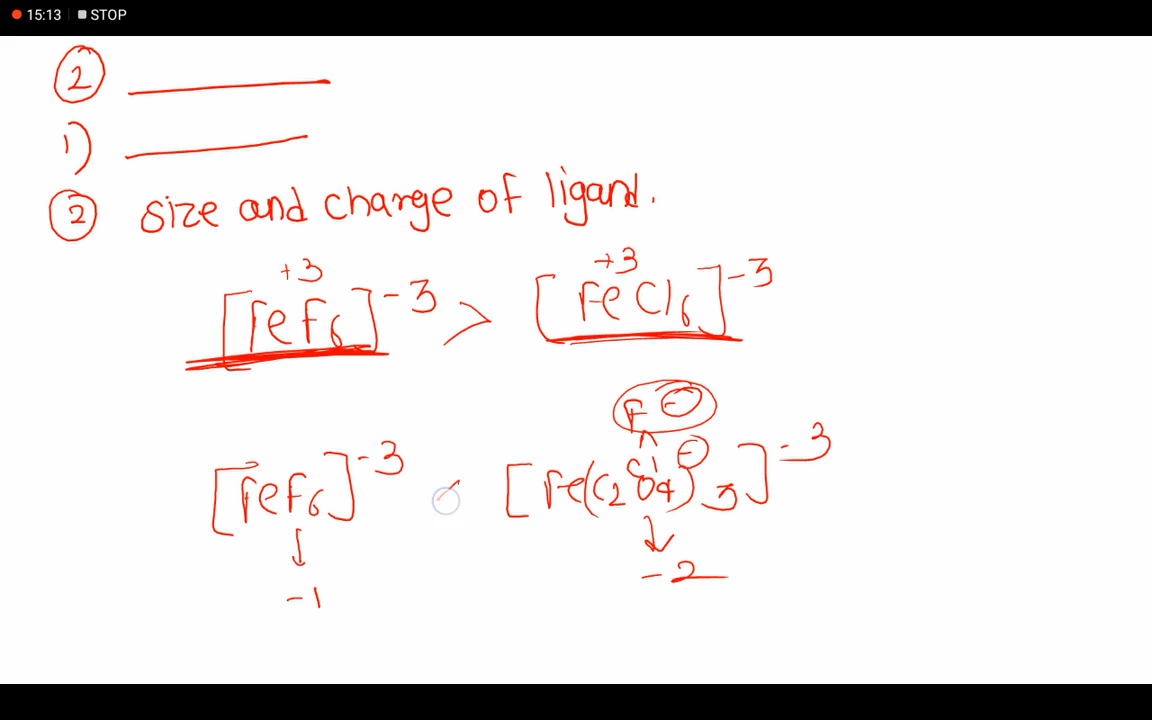 15:13 STOP
2
1)
2 size and charge of ligand.
+3 +3
[FeF6]-3 > [FeCl6]-3
F -
Cl -
[FeF6]-3 [Fe(C2O4)3]-3
-1 -2